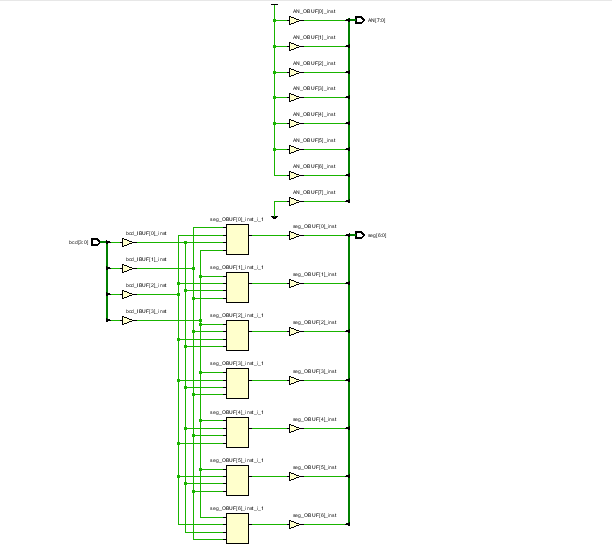 AN_OBUF[0]_inst
AN[7:0]
AN_OBUF[1]_inst
AN_OBUF[2]_inst
AN_OBUF[3]_inst
AN_OBUF[4]_inst
AN_OBUF[5]_inst
AN_OBUF[6]_inst
AN_OBUF[7]_inst
seg_OBUF[0]_inst_i_1
seg_OBUF[0]_inst
seg[6:0]
bcd_IBUF[0]_inst
bcd[3:0]
bcd_IBUF[1]_inst
seg_OBUF[1]_inst_i_1
seg_OBUF[1]_inst
bcd_IBUF[2]_inst
bcd_IBUF[3]_inst
seg_OBUF[2]_inst_i_1
seg_OBUF[2]_inst
seg_OBUF[3]_inst_i_1
seg_OBUF[3]_inst
seg_OBUF[4]_inst_i_1
seg_OBUF[4]_inst
seg_OBUF[5]_inst_i_1
seg_OBUF[5]_inst
seg_OBUF[6]_inst_i_1
seg_OBUF[6]_inst